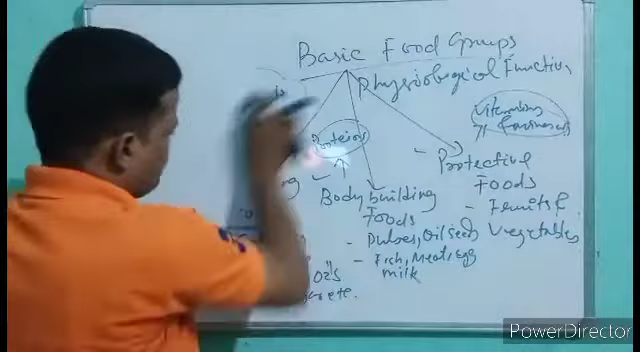 Basic Food Groups
Physiological Function
Vitamins
Proteins
Protective
Foods
Body building
Foods
- Fruits &
Vegetables
- Pulses, Oil seeds
- Fish, Meat, Egg
milk
PowerDirector